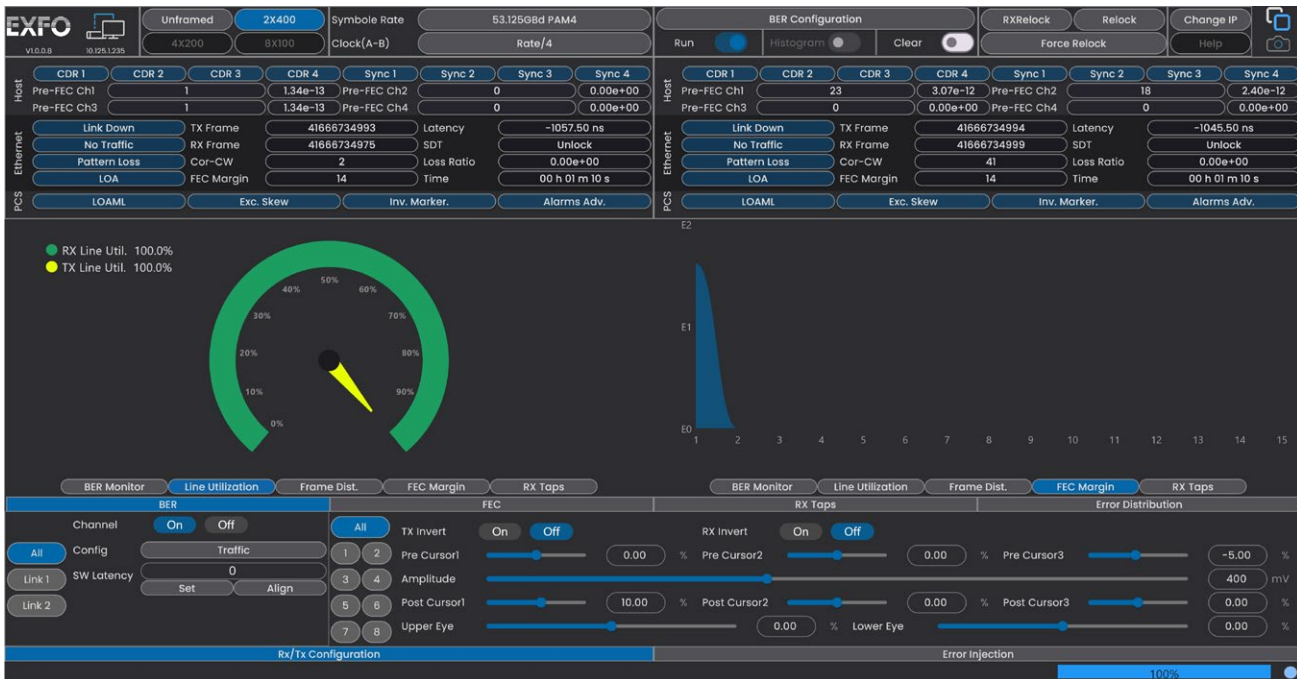 EXFO Unframed 2X400 Symbole Rate 53.125GBd PAM4 BER Configuration RXRelock Relock Change IP
V1.0.0.8 10.125.1.235 4X200 8X100 Clock(A-B) Rate/4 Run Histogram Clear Force Relock Help
Host CDR 1 CDR 2 CDR 3 CDR 4 Sync 1 Sync 2 Sync 3 Sync 4
Pre-FEC Ch1 1 1.34e-13 Pre-FEC Ch2 0 0.00e+00
Pre-FEC Ch3 1 1.34e-13 Pre-FEC Ch4 0 0.00e+00
Ethernet Link Down TX Frame 41666734993 Latency -1057.50 ns
No Traffic RX Frame 41666734975 SDT Unlock
Pattern Loss Cor-CW 2 Loss Ratio 0.00e+00
LOA FEC Margin 14 Time 00 h 01 m 10 s
PCS LOAML Exc. Skew Inv. Marker. Alarms Adv.
Host CDR 1 CDR 2 CDR 3 CDR 4 Sync 1 Sync 2 Sync 3 Sync 4
Pre-FEC Ch1 23 3.07e-12 Pre-FEC Ch2 18 2.40e-12
Pre-FEC Ch3 0 0.00e+00 Pre-FEC Ch4 0 0.00e+00
Ethernet Link Down TX Frame 41666734994 Latency -1045.50 ns
No Traffic RX Frame 41666734999 SDT Unlock
Pattern Loss Cor-CW 41 Loss Ratio 0.00e+00
LOA FEC Margin 14 Time 00 h 01 m 10 s
PCS LOAML Exc. Skew Inv. Marker. Alarms Adv.
RX Line Util. 100.0%
TX Line Util. 100.0%
50%
40% 60%
30% 70%
20% 80%
10% 90%
0%
E2
E1
E0
1 2 3 4 5 6 7 8 9 10 11 12 13 14 15
BER Monitor Line Utilization Frame Dist. FEC Margin RX Taps
BER Monitor Line Utilization Frame Dist. FEC Margin RX Taps
BER FEC RX Taps Error Distribution
Channel On Off
All Config Traffic
Link 1 SW Latency 0
Set Align
Link 2
All TX Invert On Off RX Invert On Off
1 2 Pre Cursor1 0.00 % Pre Cursor2 0.00 % Pre Cursor3 -5.00 %
3 4 Amplitude 400 mV
5 6 Post Cursor1 10.00 % Post Cursor2 0.00 % Post Cursor3 0.00 %
7 8 Upper Eye 0.00 % Lower Eye 0.00 %
Rx/Tx Configuration Error Injection
100%